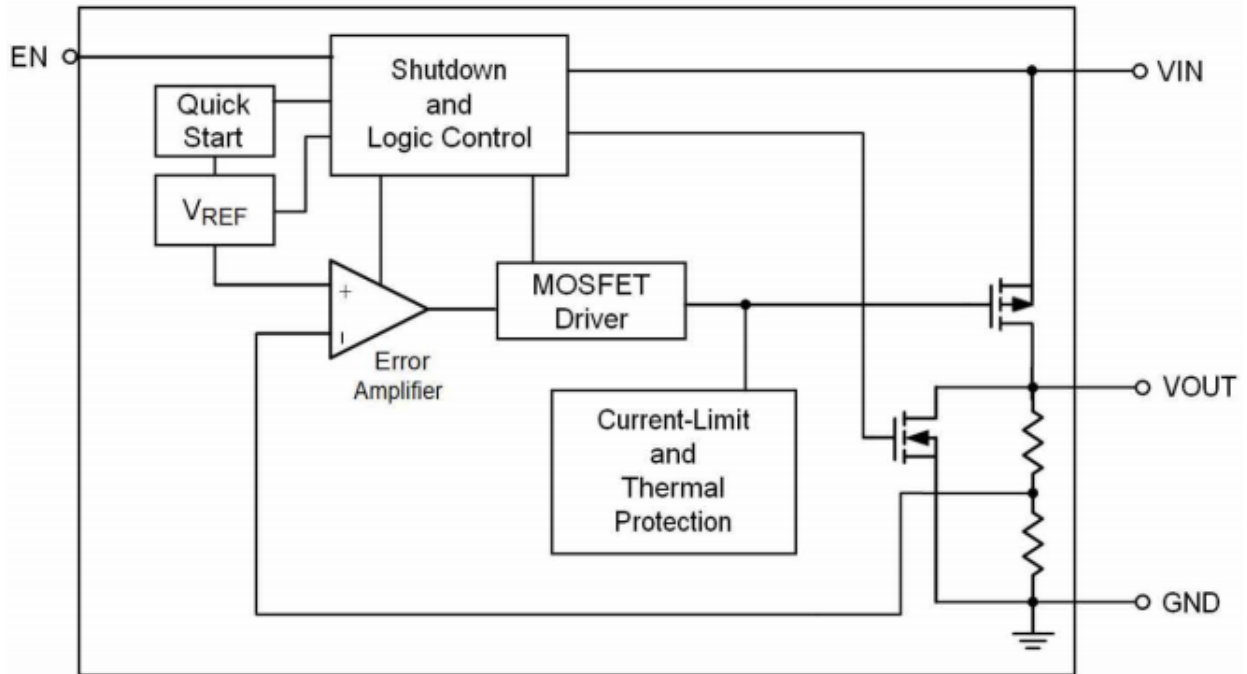 EN
Shutdown
and
Logic Control
VIN
Quick
Start
VREF
+
-
MOSFET
Driver
Error
Amplifier
VOUT
Current-Limit
and
Thermal
Protection
GND